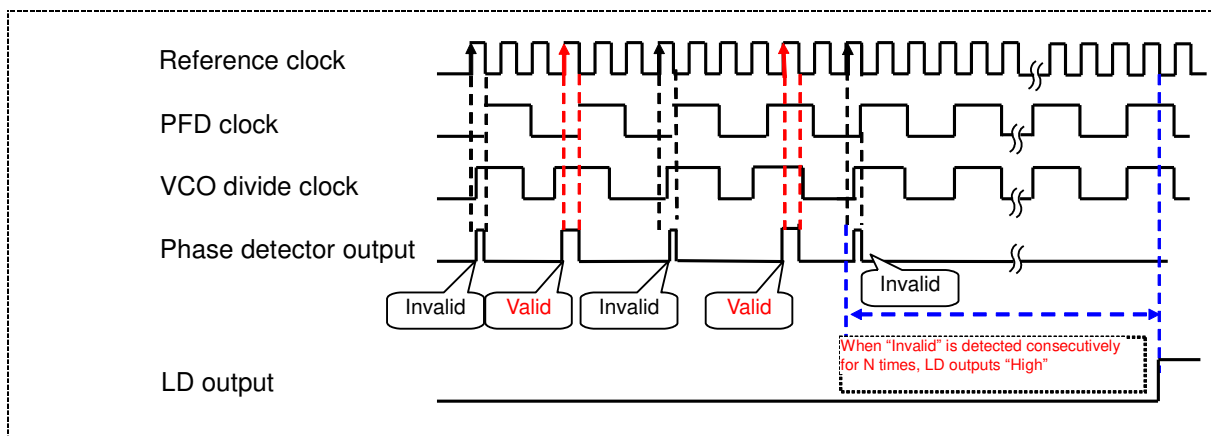 Reference clock
PFD clock
VCO divide clock
Phase detector output
Invalid
Valid
Invalid
Valid
Invalid
When “Invalid” is detected consecutively
for N times, LD outputs “High”
LD output